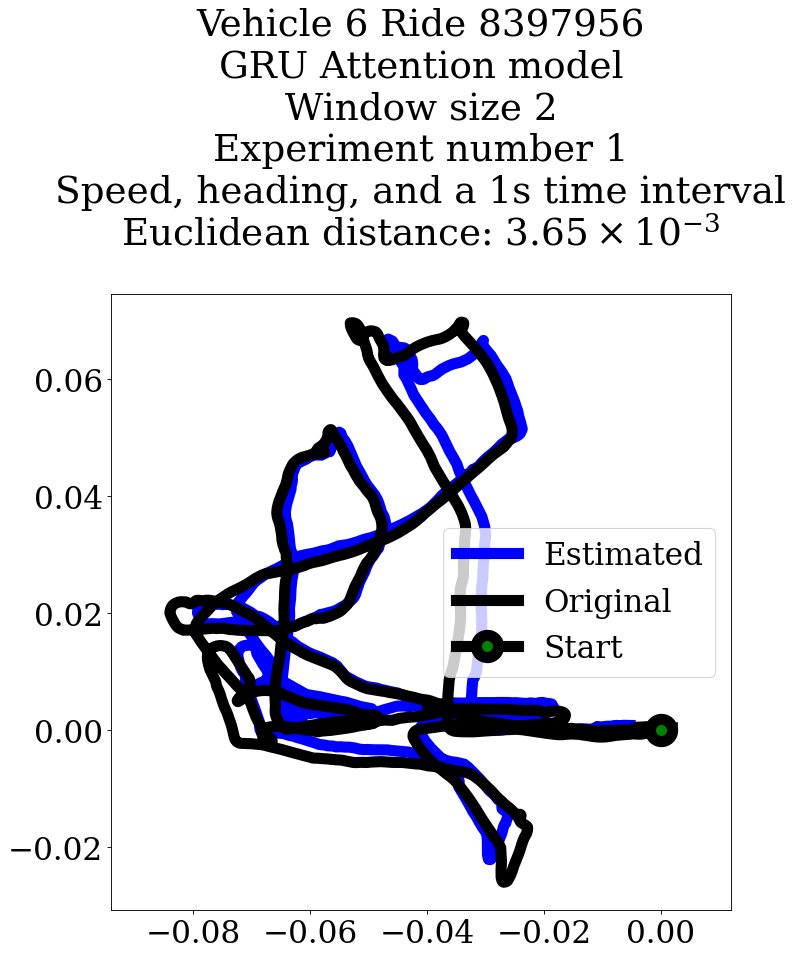 Vehicle 6 Ride 8397956
GRU Attention model
Window size 2
Experiment number 1
Speed, heading, and a 1s time interval
Euclidean distance: 3.65 × 10⁻³
0.06
0.04
0.02
0.00
−0.02
Estimated
Original
Start
−0.08 −0.06 −0.04 −0.02 0.00